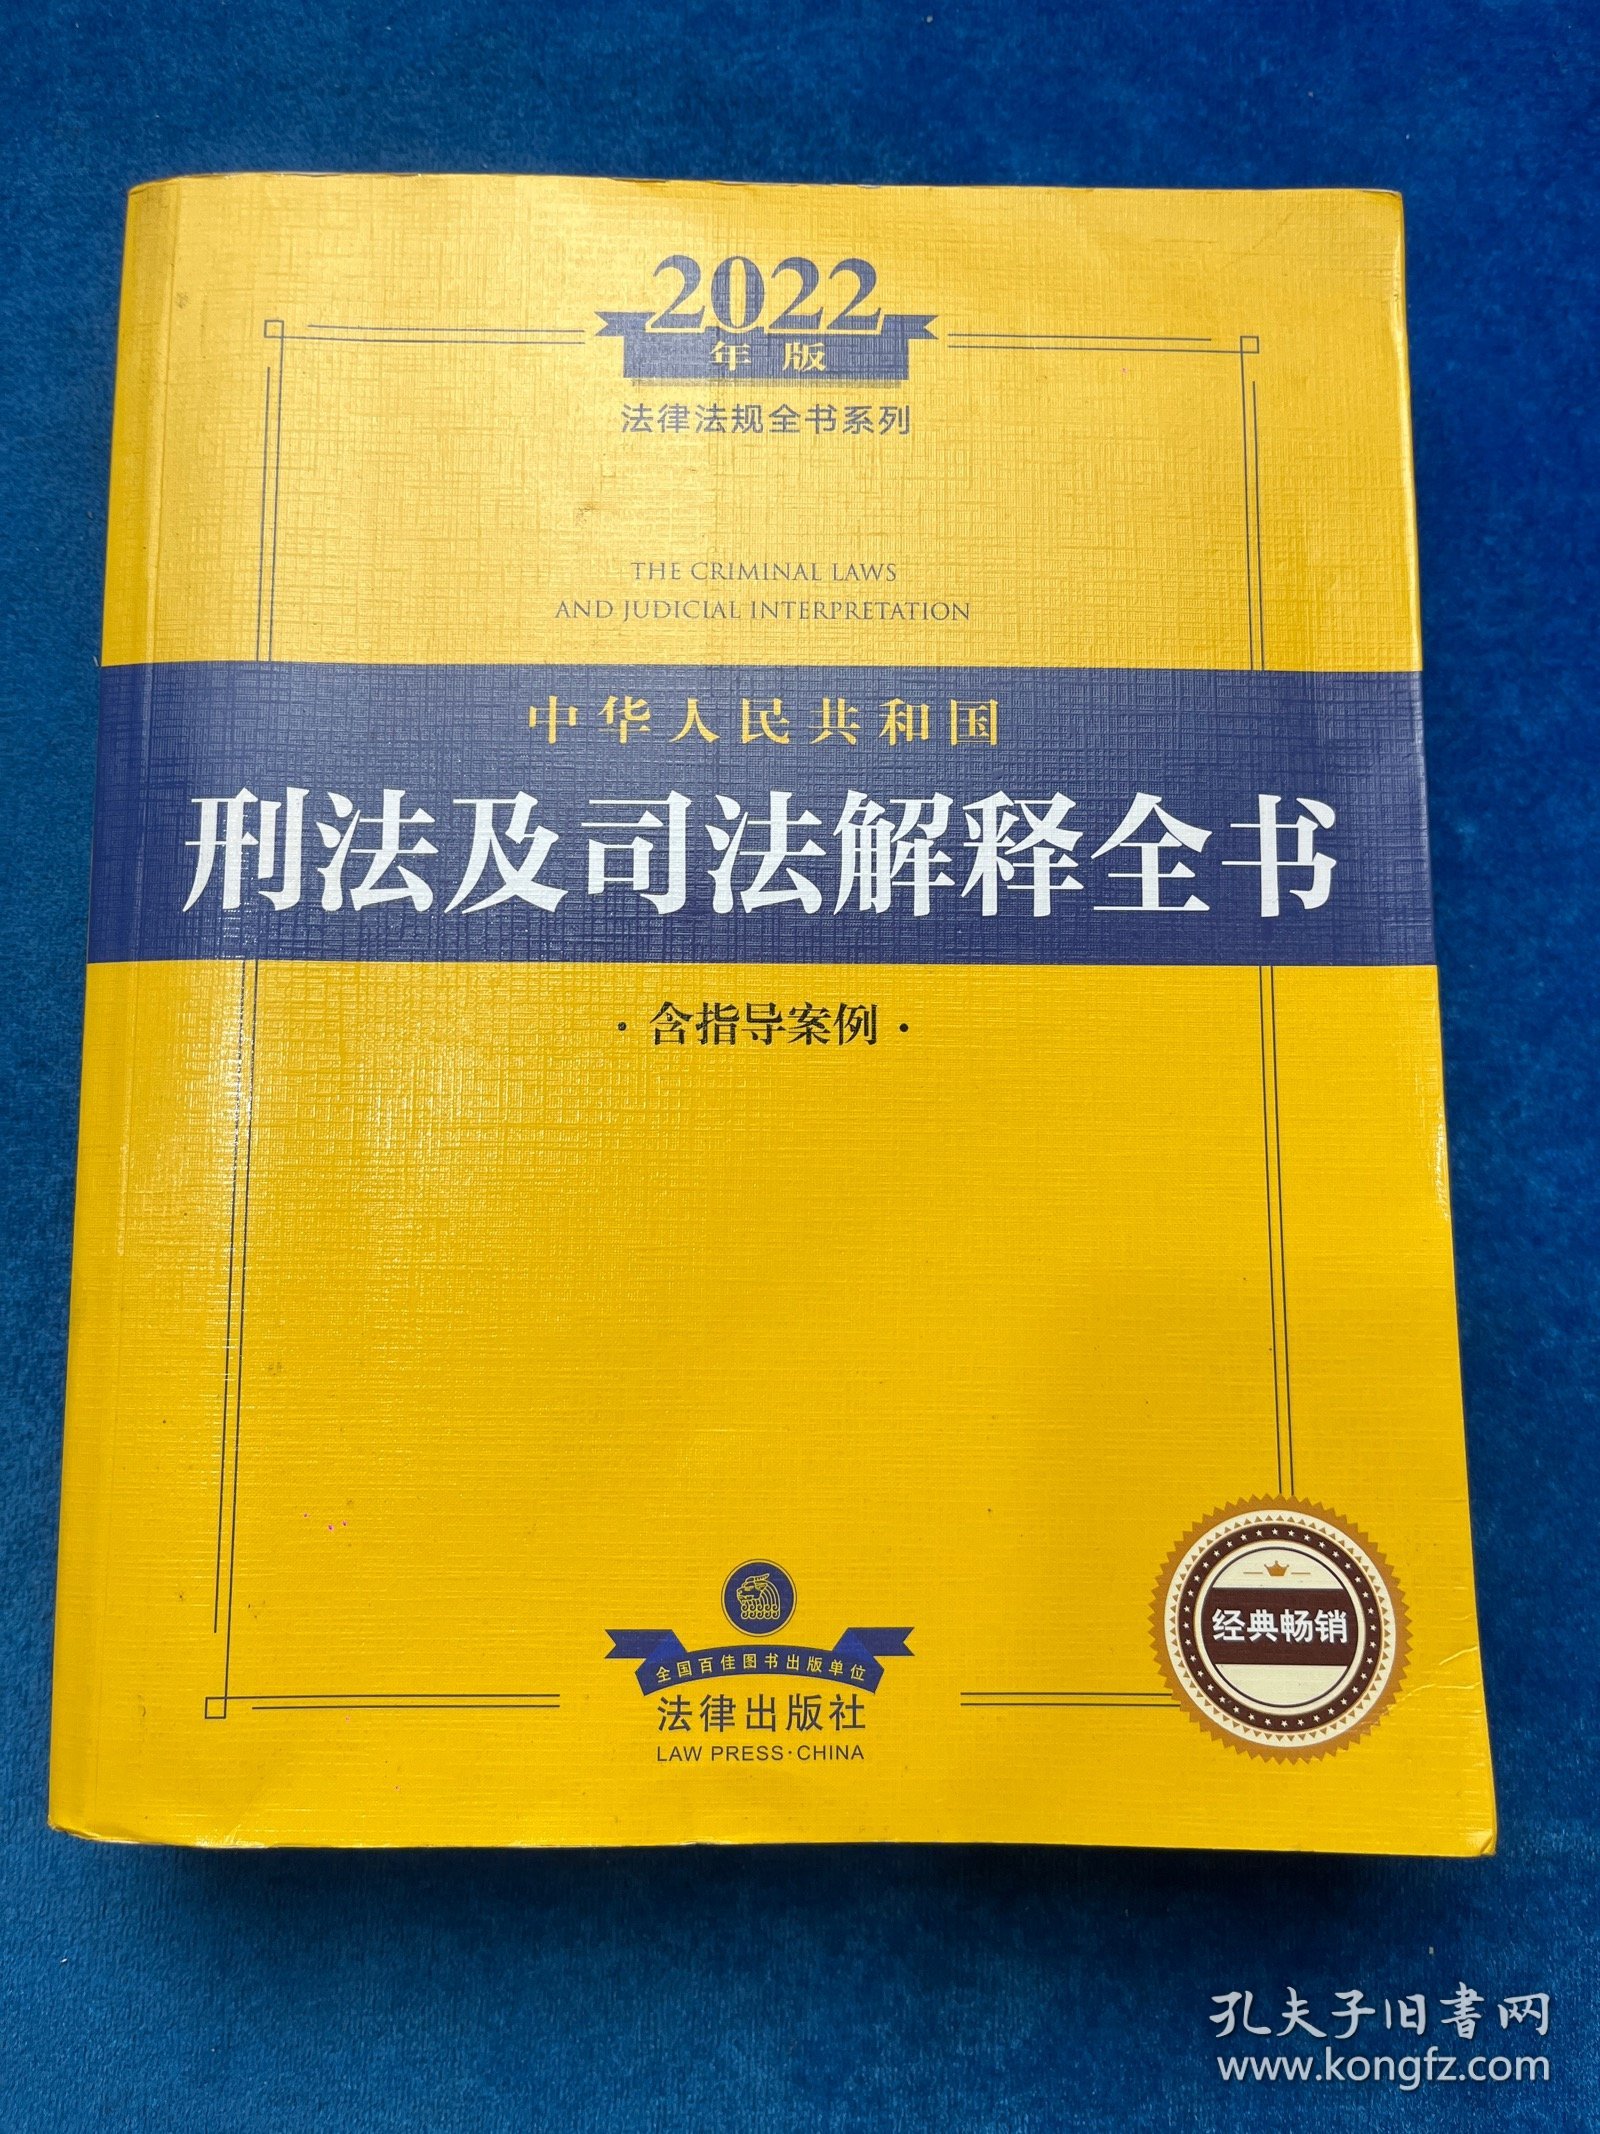 2022
年版
法律法规全书系列
THE CRIMINAL LAWS
AND JUDICIAL INTERPRETATION
中华人民共和国
刑法及司法解释全书
·含指导案例·
经典畅销
全国百佳图书出版单位
法律出版社
LAW PRESS·CHINA
孔夫子旧書网
www.kongfz.com